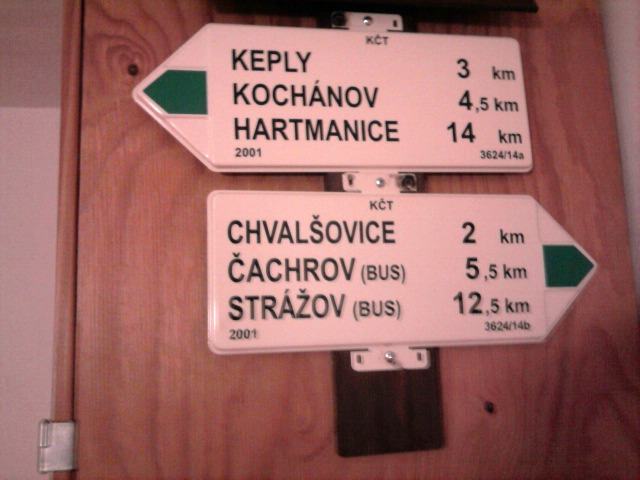 KČT
KEPLY 3 km
KOCHÁNOV 4,5 km
HARTMANICE 14 km
2001 3624/14a
KČT
CHVALŠOVICE 2 km
ČACHROV (BUS) 5,5 km
STRÁŽOV (BUS) 12,5 km
2001 3624/14b